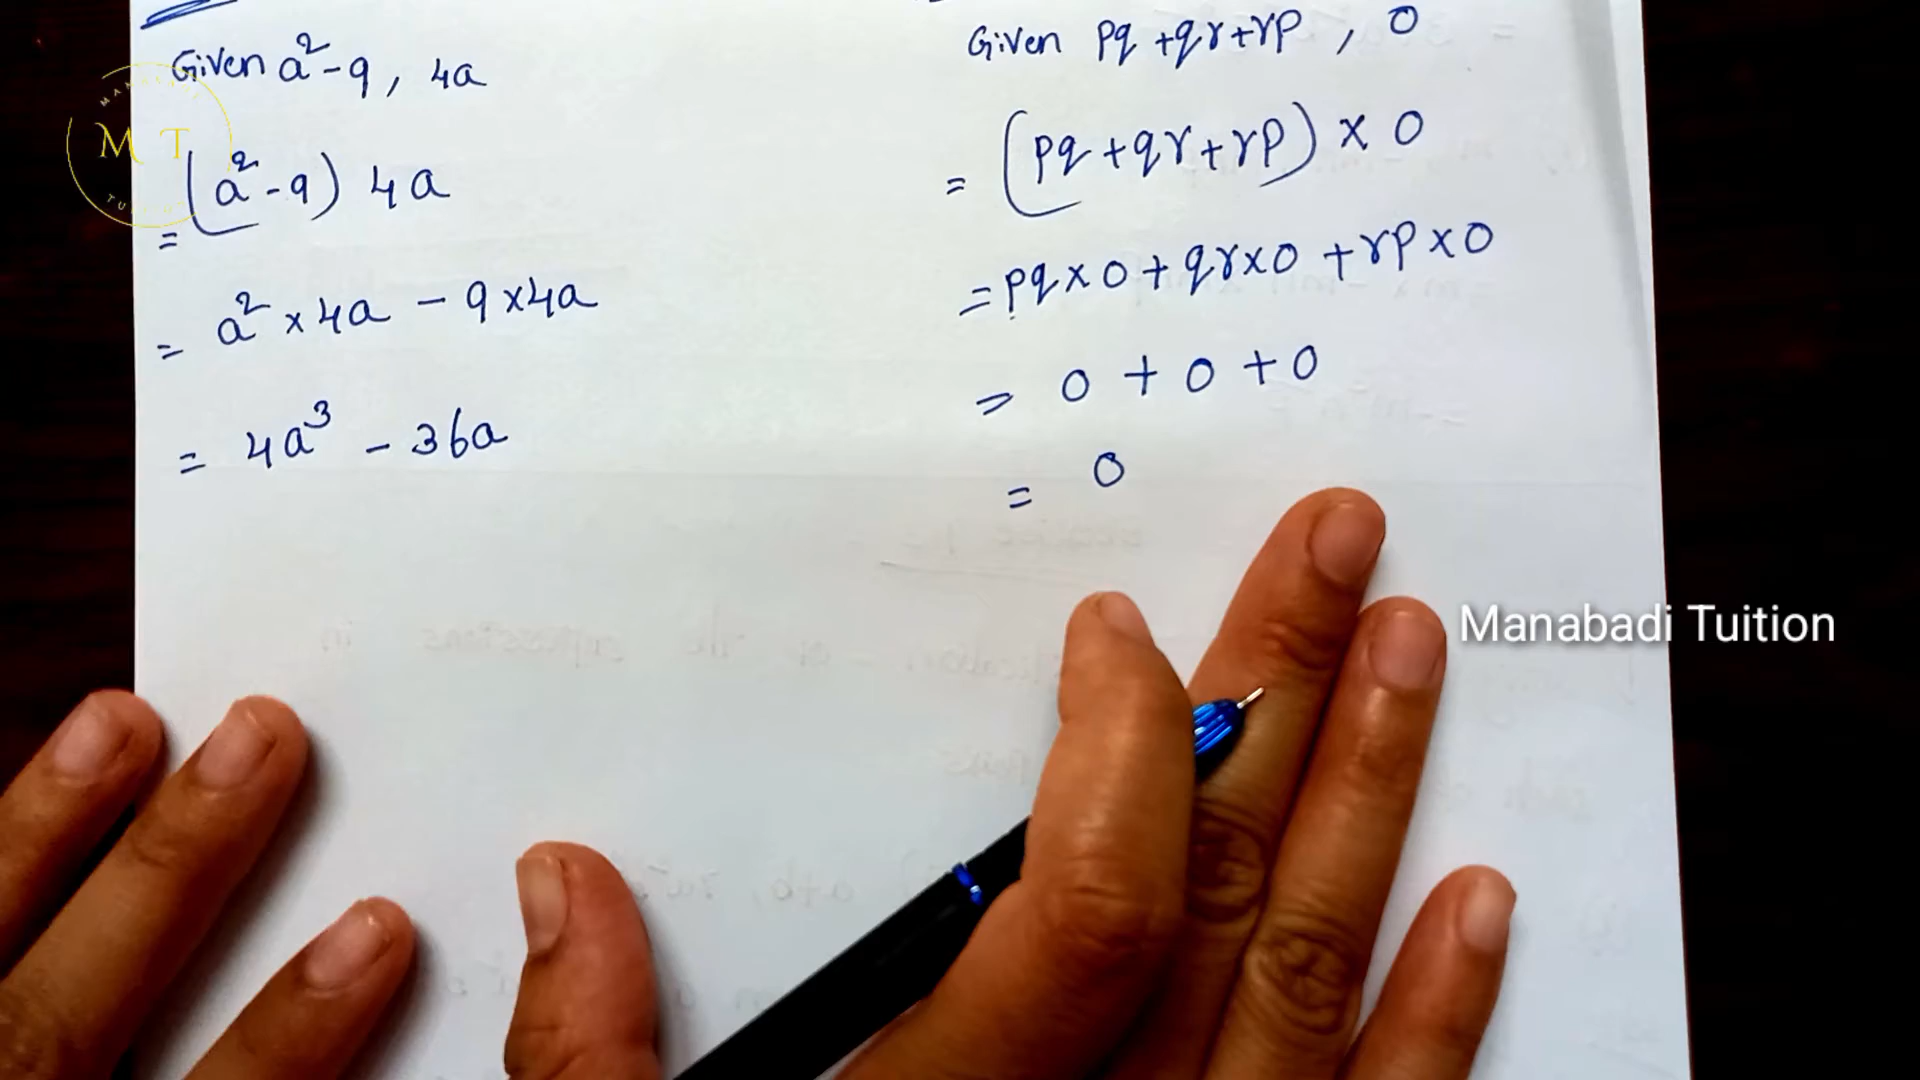 Given a²-9, 4a
= (a²-9) 4a
= a² × 4a - 9×4a
= 4a³ - 36a
Given pq +qr+rp , 0
= (pq +qr+rp) × 0
= pq × 0 + qr×0 + rp ×0
= 0 + 0 + 0
= 0
M T
Manabadi Tuition